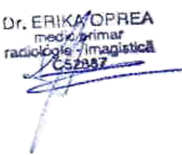 Dr. ERIKA OPREA
medic primar
radiologie - imagistică
C52887